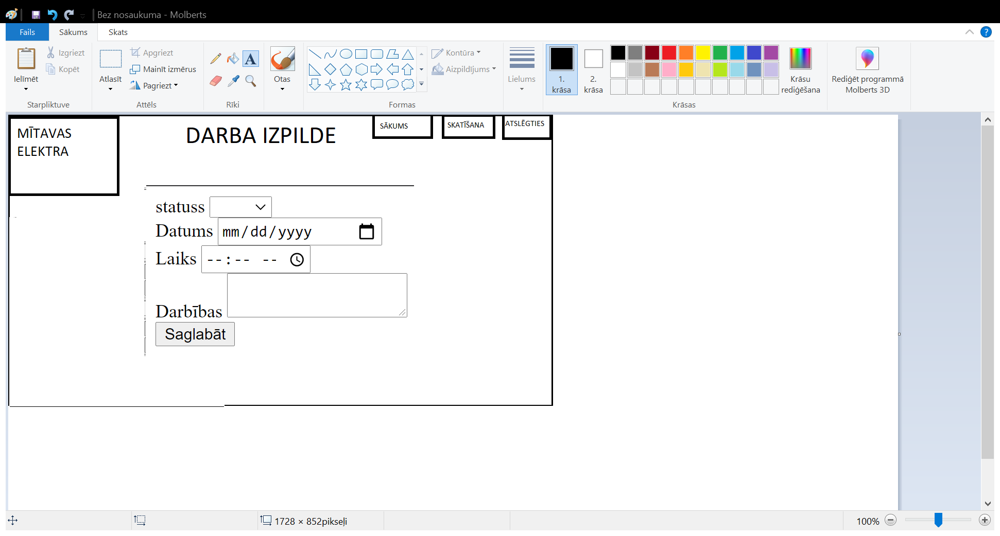 Bez nosaukuma - Molberts
Fails
Sākums
Skats
Ielīmēt
Izgriezt
Kopēt
Starpliktuve
Atlasīt
Apgriezt
Mainīt izmērus
Pagriezt
Attēls
A
Rīki
Otas
Formas
Kontūra
Aizpildījums
Lielums
1.
krāsa
2.
krāsa
Krāsu
rediģēšana
Krāsas
Rediģēt programmā
Molberts 3D
?
MĪTAVAS
ELEKTRA
DARBA IZPILDE
SĀKUMS
SKATĪŠANA
ATSLĒGTIES
statuss
Datums mm/dd/yyyy
Laiks --:-- --
Darbības
Saglabāt
1728 × 852pikseļi
100%